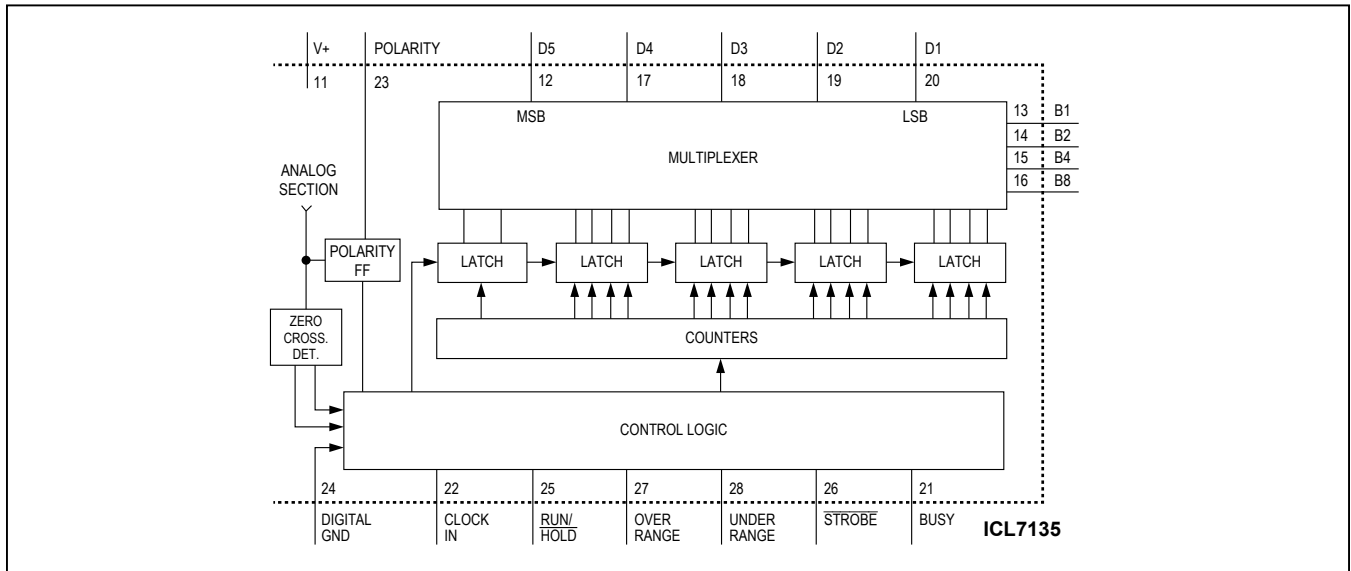 V+ POLARITY D5 D4 D3 D2 D1
11 23 12 17 18 19 20
MSB LSB
13 B1
14 B2
MULTIPLEXER
15 B4
16 B8
ANALOG
SECTION
POLARITY
FF
LATCH LATCH LATCH LATCH LATCH
ZERO
CROSS.
DET.
COUNTERS
CONTROL LOGIC
24 22 25 27 28 26 21
DIGITAL
GND
CLOCK
IN
RUN/
HOLD
OVER
RANGE
UNDER
RANGE
STROBE
BUSY
ICL7135